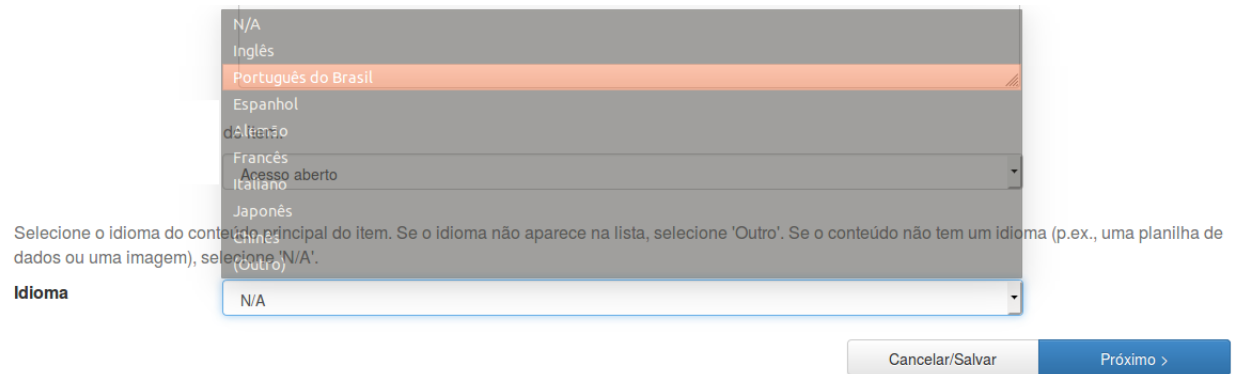 N/A
Inglês
Português do Brasil
Espanhol
Alemão
do item.
Francês
Acesso aberto
Italiano
Japonês
Selecione o idioma do conteúdo principal do item. Se o idioma não aparece na lista, selecione 'Outro'. Se o conteúdo não tem um idioma (p.ex., uma planilha de
Chinês
dados ou uma imagem), selecione 'N/A'.
(Outro)
Idioma
N/A
Cancelar/Salvar
Próximo >